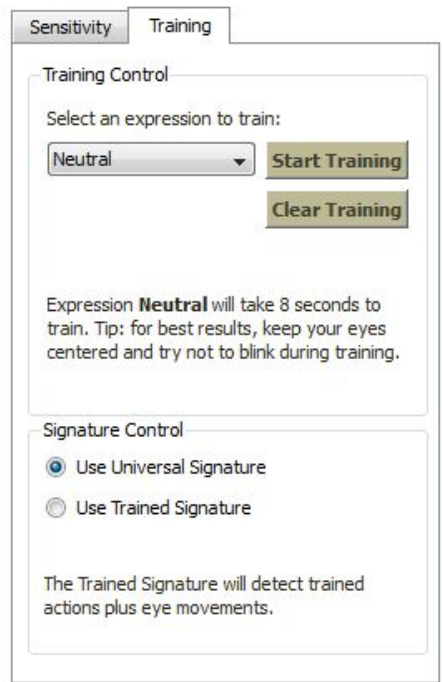 Sensitivity Training
Training Control
Select an expression to train:
Neutral Start Training
Clear Training
Expression Neutral will take 8 seconds to
train. Tip: for best results, keep your eyes
centered and try not to blink during training.
Signature Control
Use Universal Signature
Use Trained Signature
The Trained Signature will detect trained
actions plus eye movements.